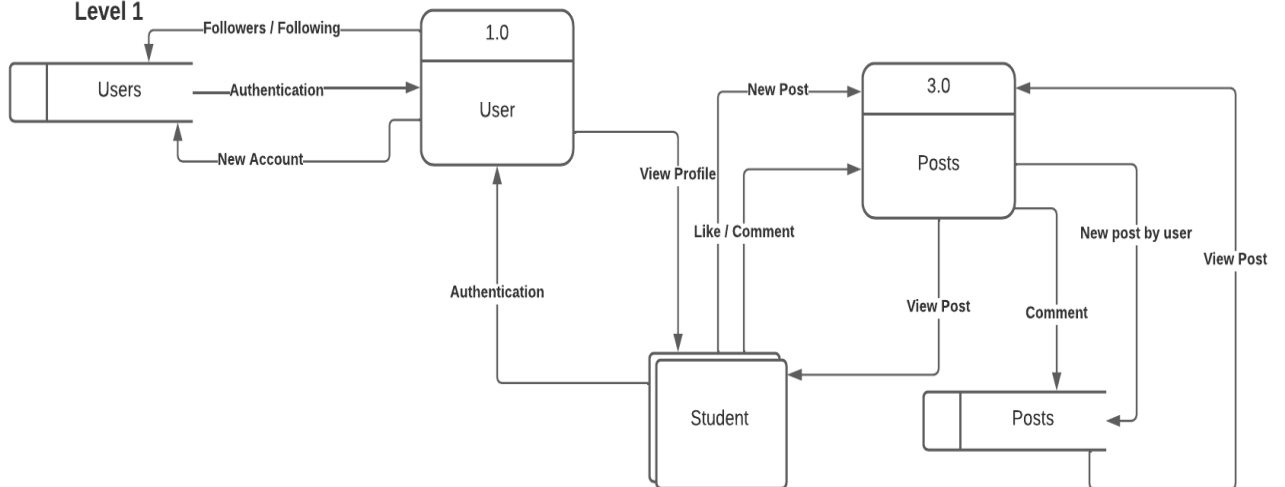 Level 1
Followers / Following
1.0
Users
Authentication
User
New Account
3.0
New Post
Posts
View Profile
Like / Comment
New post by user
View Post
Authentication
View Post
Comment
Student
Posts